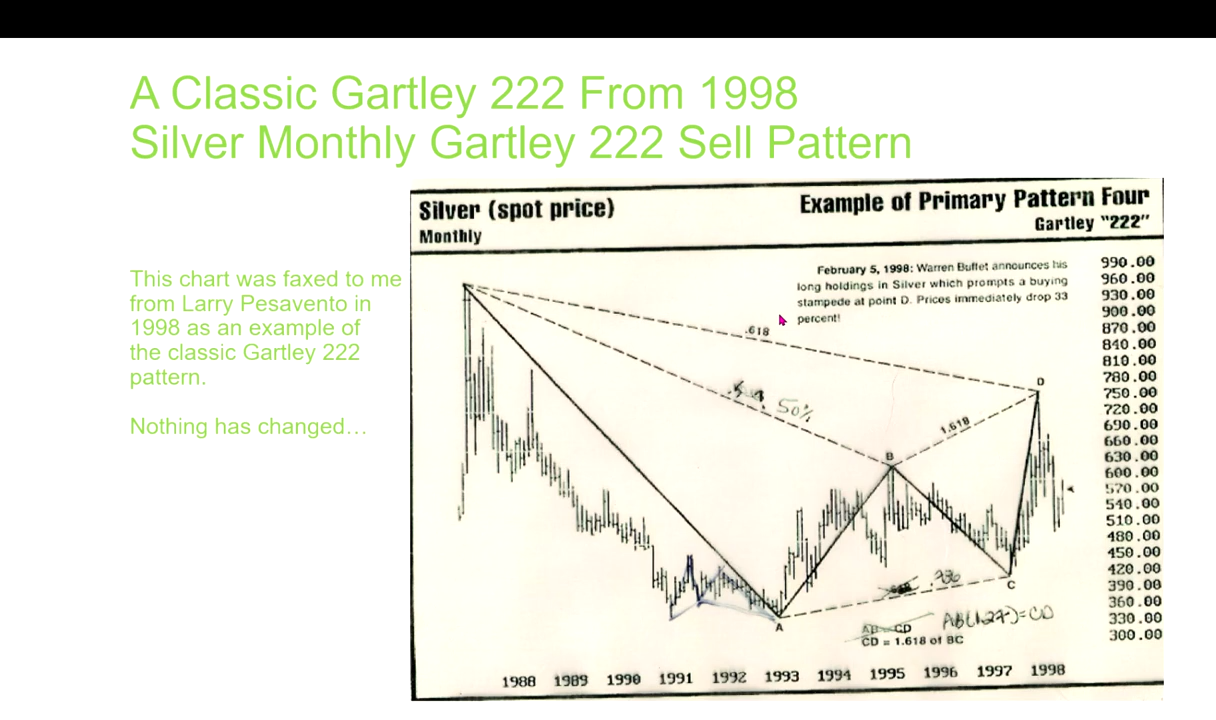 A Classic Gartley 222 From 1998
Silver Monthly Gartley 222 Sell Pattern
This chart was faxed to me
from Larry Pesavento in
1998 as an example of
the classic Gartley 222
pattern.
Nothing has changed…
Silver (spot price)
Monthly
Example of Primary Pattern Four
Gartley "222"
February 5, 1998: Warren Buffet announces his
long holdings in Silver which prompts a buying
stampede at point D. Prices immediately drop 33
percent!
990.00
960.00
930.00
900.00
870.00
840.00
810.00
780.00
750.00
720.00
690.00
660.00
630.00
600.00
570.00
540.00
510.00
480.00
450.00
420.00
390.00
360.00
330.00
300.00
.618
D
50%
1.618
B
.786
C
A
AB = CD
AB(1.27)=CD
CD = 1.618 of BC
1988 1989 1990 1991 1992 1993 1994 1995 1996 1997 1998